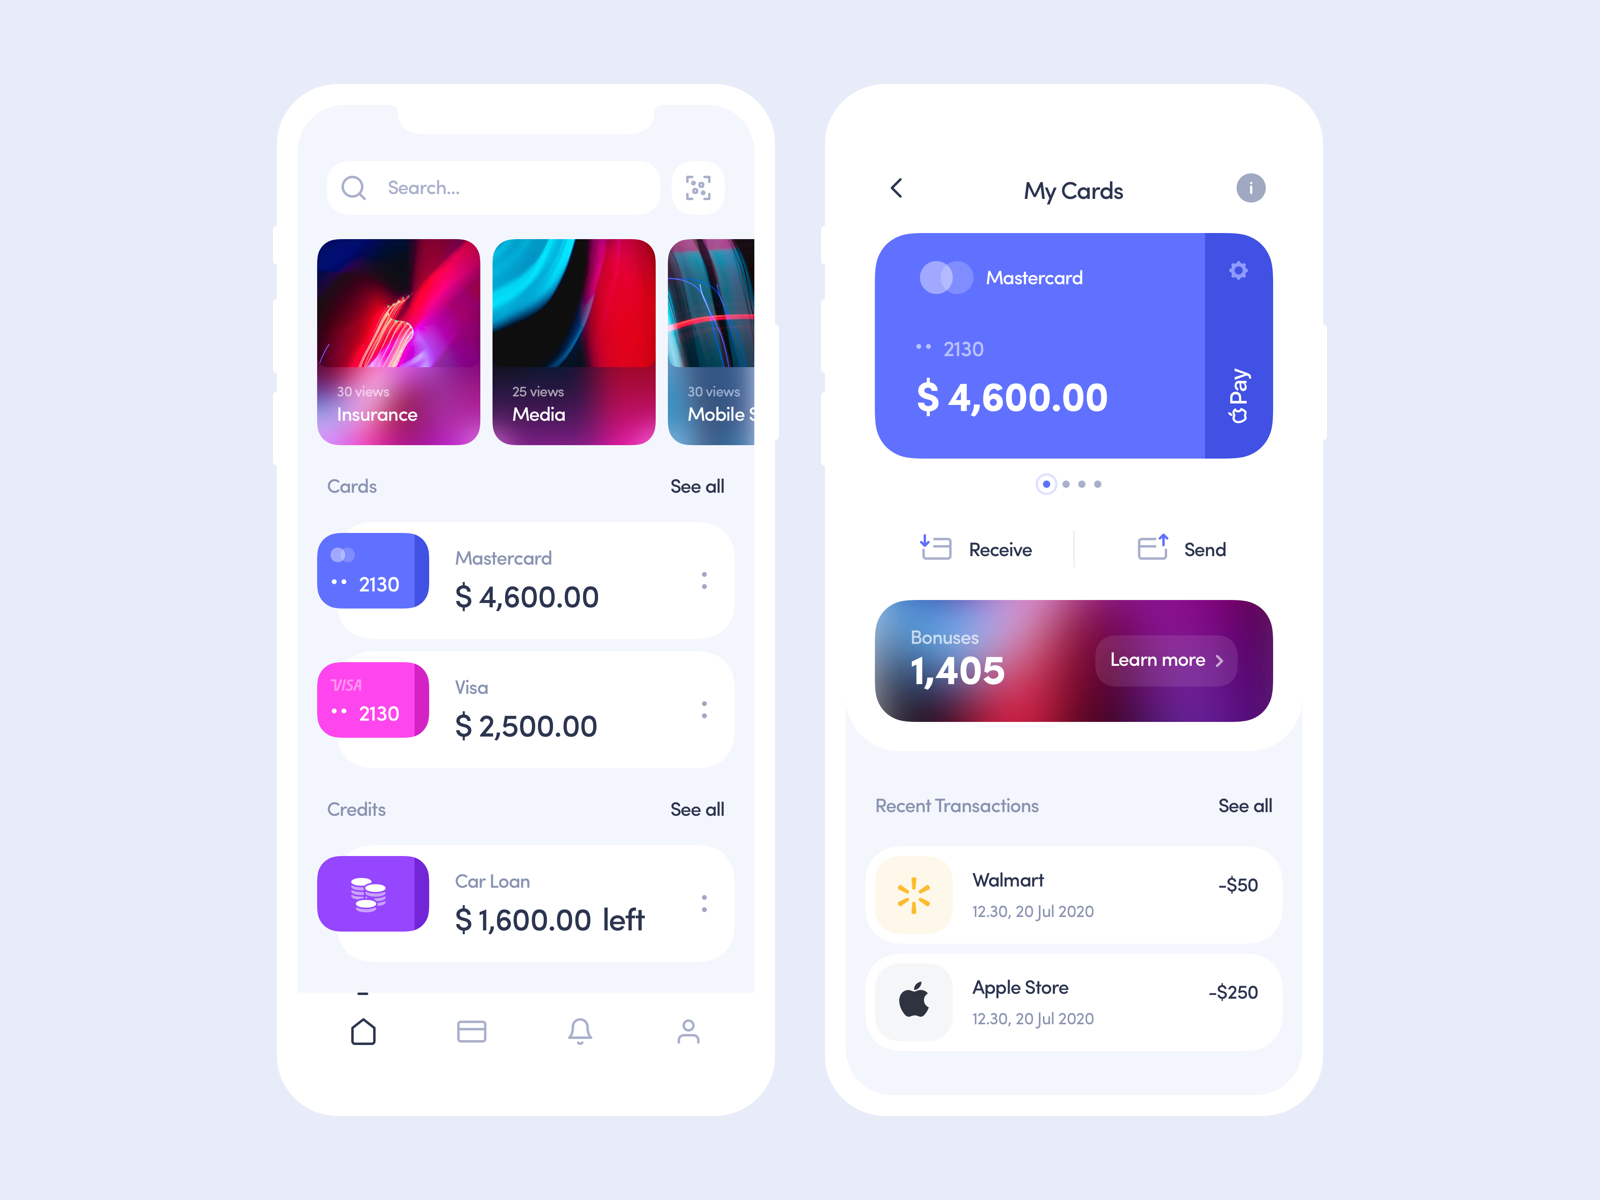 Search...
30 views
Insurance
25 views
Media
30 views
Mobile S
Cards
See all
2130
Mastercard
$ 4,600.00
VISA
2130
Visa
$ 2,500.00
Credits
See all
Car Loan
$ 1,600.00 left
My Cards
i
Mastercard
2130
$ 4,600.00
Pay
Receive
Send
Bonuses
1,405
Learn more
Recent Transactions
See all
Walmart
-$50
12.30, 20 Jul 2020
Apple Store
-$250
12.30, 20 Jul 2020